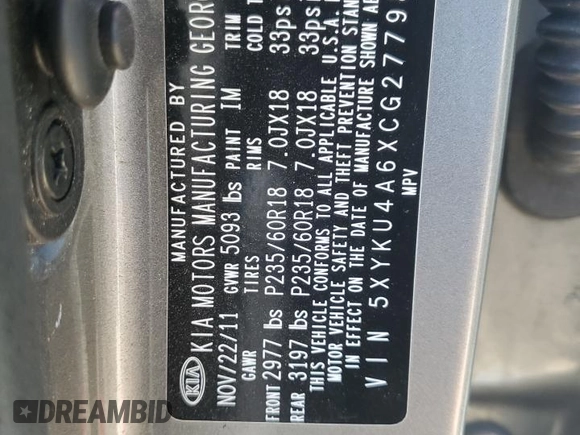 MANUFACTURED BY
KIA KIA MOTORS MANUFACTURING GEOR
NOV/22/11 GVWR 5093 lbs PAINT IM TRIM
GAWR TIRES RIMS COLD T
FRONT 2977 lbs P235/60R18 7.0JX18 33psi
REAR 3197 lbs P235/60R18 7.0JX18 33psi
THIS VEHICLE CONFORMS TO ALL APPLICABLE U.S.A.
MOTOR VEHICLE SAFETY AND THEFT PREVENTION STAN
IN EFFECT ON THE DATE OF MANUFACTURE SHOWN AB
VIN 5XYKU4A6XCG2779
MPV
DREAMBID